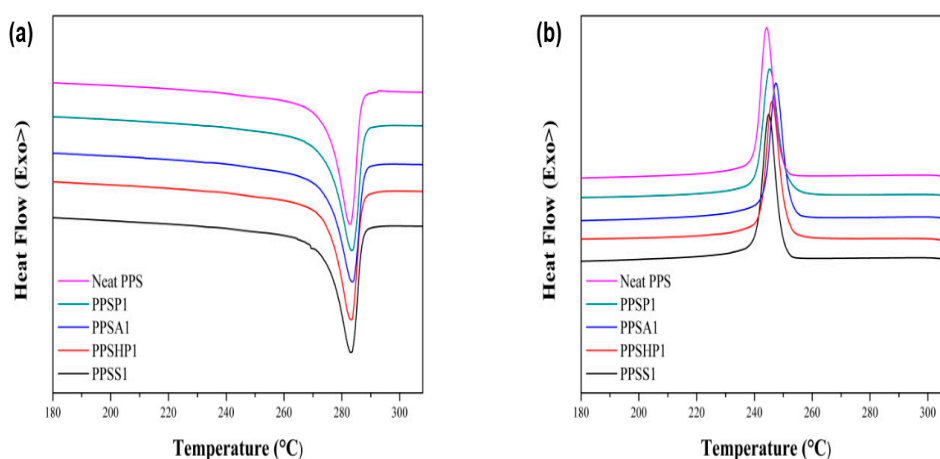 (a)
Heat Flow (Exo>)
Neat PPS
PPSP1
PPSA1
PPSHP1
PPSS1
180 200 220 240 260 280 300
Temperature (°C)
(b)
Heat Flow (Exo>)
Neat PPS
PPSP1
PPSA1
PPSHP1
PPSS1
180 200 220 240 260 280 300
Temperature (°C)